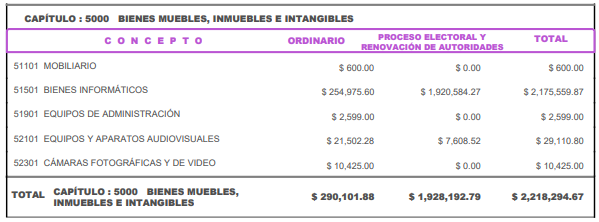 CAPÍTULO : 5000 BIENES MUEBLES, INMUEBLES E INTANGIBLES
C O N C E P T O ORDINARIO PROCESO ELECTORAL Y RENOVACIÓN DE AUTORIDADES TOTAL
51101 MOBILIARIO $ 600.00 $ 0.00 $ 600.00
51501 BIENES INFORMÁTICOS $ 254,975.60 $ 1,920,584.27 $ 2,175,559.87
51901 EQUIPOS DE ADMINISTRACIÓN $ 2,599.00 $ 0.00 $ 2,599.00
52101 EQUIPOS Y APARATOS AUDIOVISUALES $ 21,502.28 $ 7,608.52 $ 29,110.80
52301 CÁMARAS FOTOGRÁFICAS Y DE VIDEO $ 10,425.00 $ 0.00 $ 10,425.00
TOTAL CAPÍTULO : 5000 BIENES MUEBLES, INMUEBLES E INTANGIBLES $ 290,101.88 $ 1,928,192.79 $ 2,218,294.67